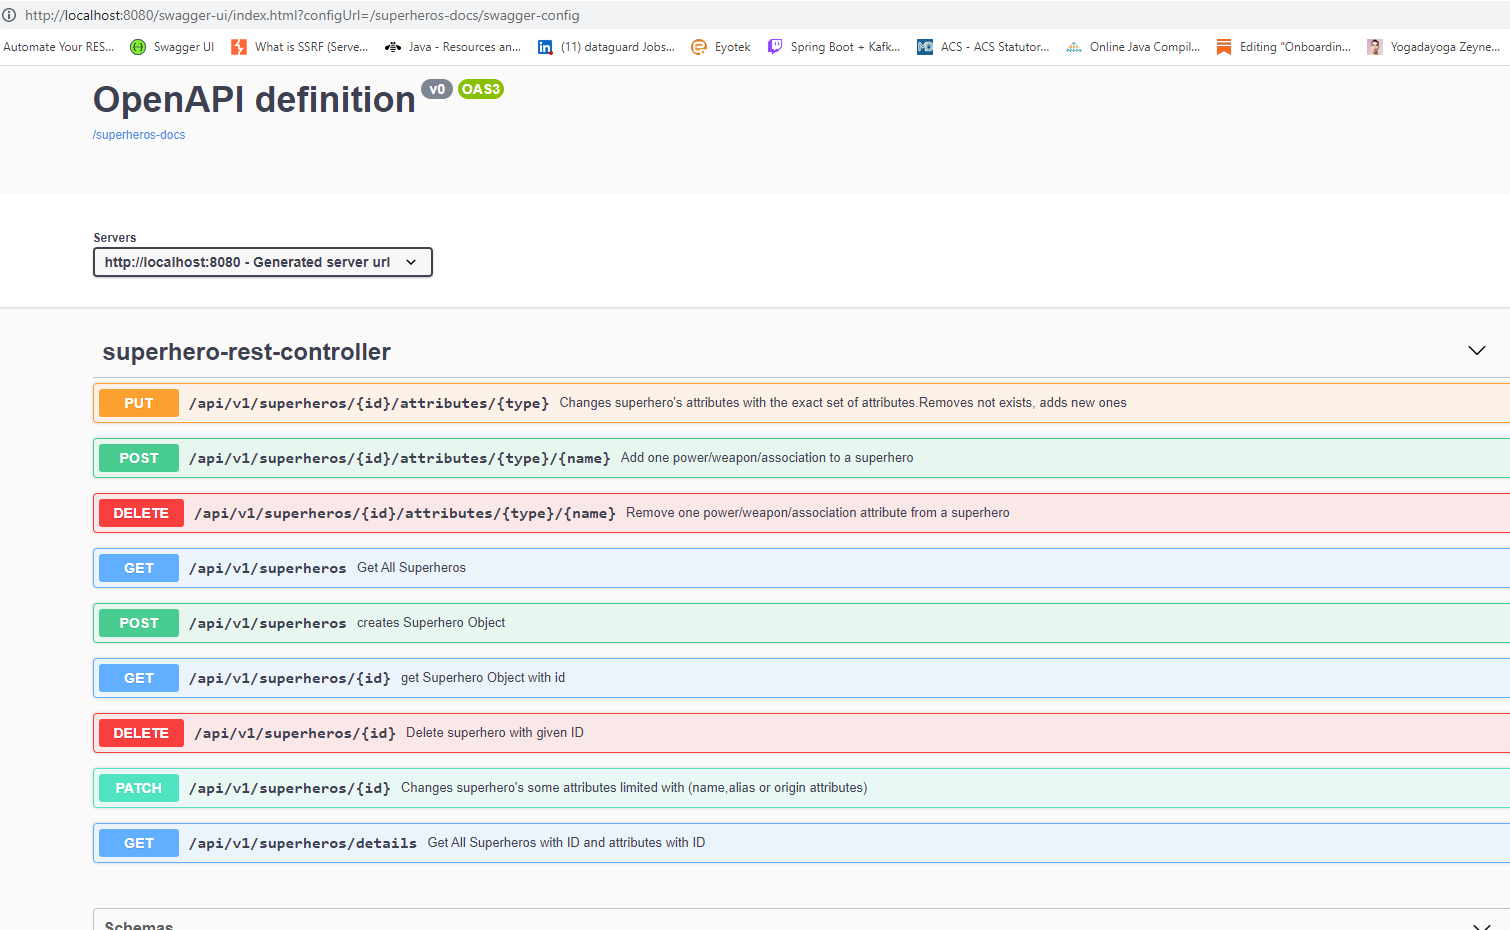 http://localhost:8080/swagger-ui/index.html?configUrl=/superheros-docs/swagger-config
Automate Your RES... Swagger UI What is SSRF (Serve... Java - Resources an... (11) dataguard Jobs... Eyotek Spring Boot + Kafk... ACS - ACS Statutor... Online Java Compil... Editing "Onboardin... Yogadayoga Zeyne...
OpenAPI definition v0 OAS3
/superheros-docs
Servers
http://localhost:8080 - Generated server url
superhero-rest-controller
PUT /api/v1/superheros/{id}/attributes/{type} Changes superhero's attributes with the exact set of attributes.Removes not exists, adds new ones
POST /api/v1/superheros/{id}/attributes/{type}/{name} Add one power/weapon/association to a superhero
DELETE /api/v1/superheros/{id}/attributes/{type}/{name} Remove one power/weapon/association attribute from a superhero
GET /api/v1/superheros Get All Superheros
POST /api/v1/superheros creates Superhero Object
GET /api/v1/superheros/{id} get Superhero Object with id
DELETE /api/v1/superheros/{id} Delete superhero with given ID
PATCH /api/v1/superheros/{id} Changes superhero's some attributes limited with (name,alias or origin attributes)
GET /api/v1/superheros/details Get All Superheros with ID and attributes with ID
Schemas